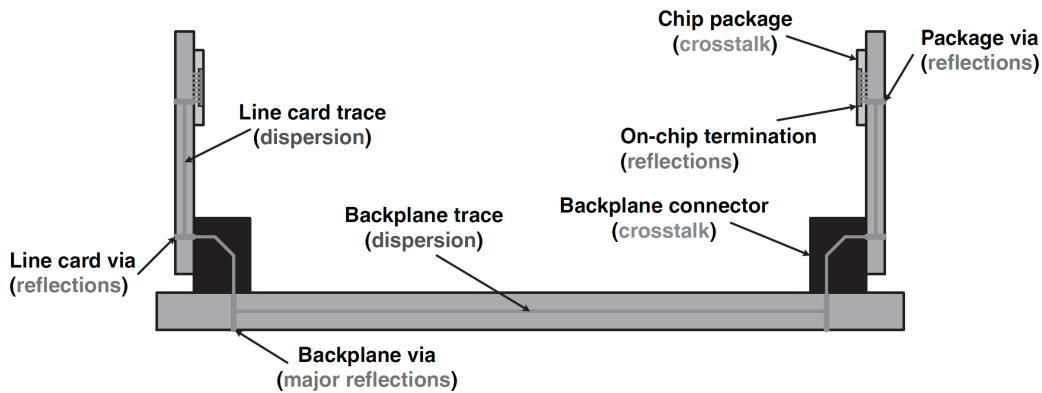 Chip package
(crosstalk)
Package via
(reflections)
Line card trace
(dispersion)
On-chip termination
(reflections)
Backplane trace
(dispersion)
Backplane connector
(crosstalk)
Line card via
(reflections)
Backplane via
(major reflections)